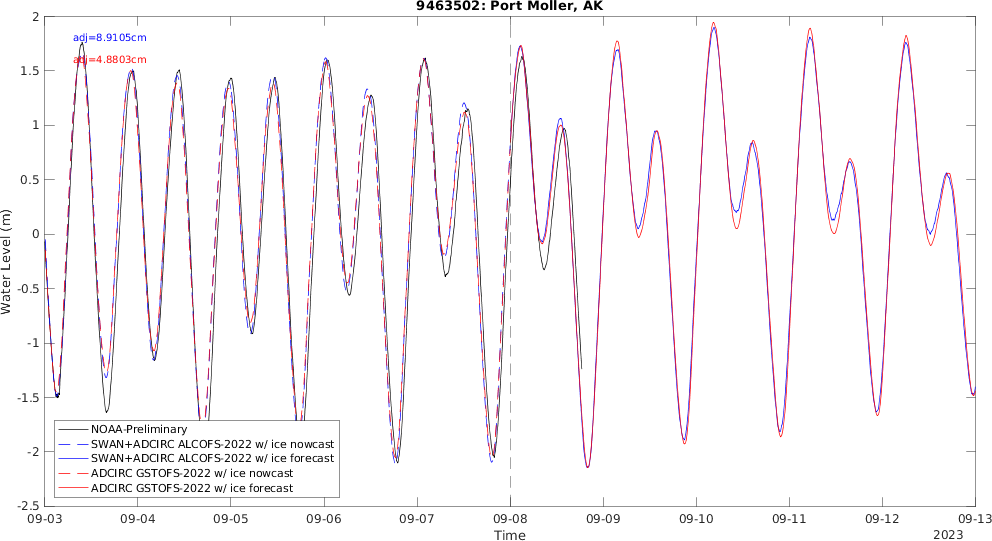 9463502: Port Moller, AK
adj=8.9105cm
adj=4.8803cm
Water Level (m)
2
1.5
1
0.5
0
-0.5
-1
-1.5
-2
-2.5
NOAA-Preliminary
SWAN+ADCIRC ALCOFS-2022 w/ ice nowcast
SWAN+ADCIRC ALCOFS-2022 w/ ice forecast
ADCIRC GSTOFS-2022 w/ ice nowcast
ADCIRC GSTOFS-2022 w/ ice forecast
09-03 09-04 09-05 09-06 09-07 09-08 09-09 09-10 09-11 09-12 09-13
Time
2023